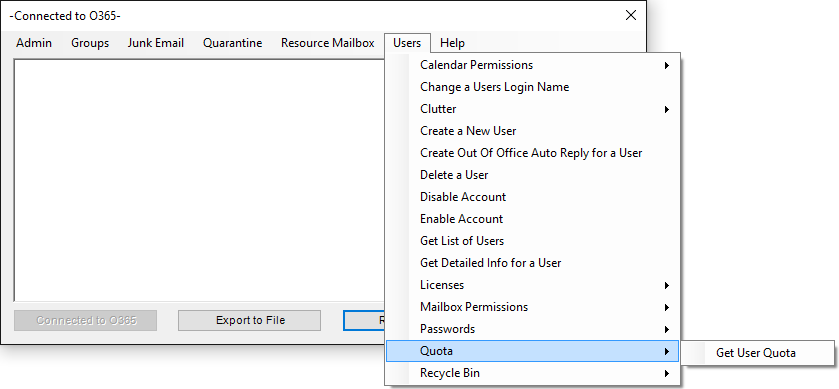 -Connected to O365-
Admin Groups Junk Email Quarantine Resource Mailbox Users Help
Calendar Permissions
Change a Users Login Name
Clutter
Create a New User
Create Out Of Office Auto Reply for a User
Delete a User
Disable Account
Enable Account
Get List of Users
Get Detailed Info for a User
Licenses
Mailbox Permissions
Passwords
Quota
Get User Quota
Recycle Bin
Connected to O365 Export to File